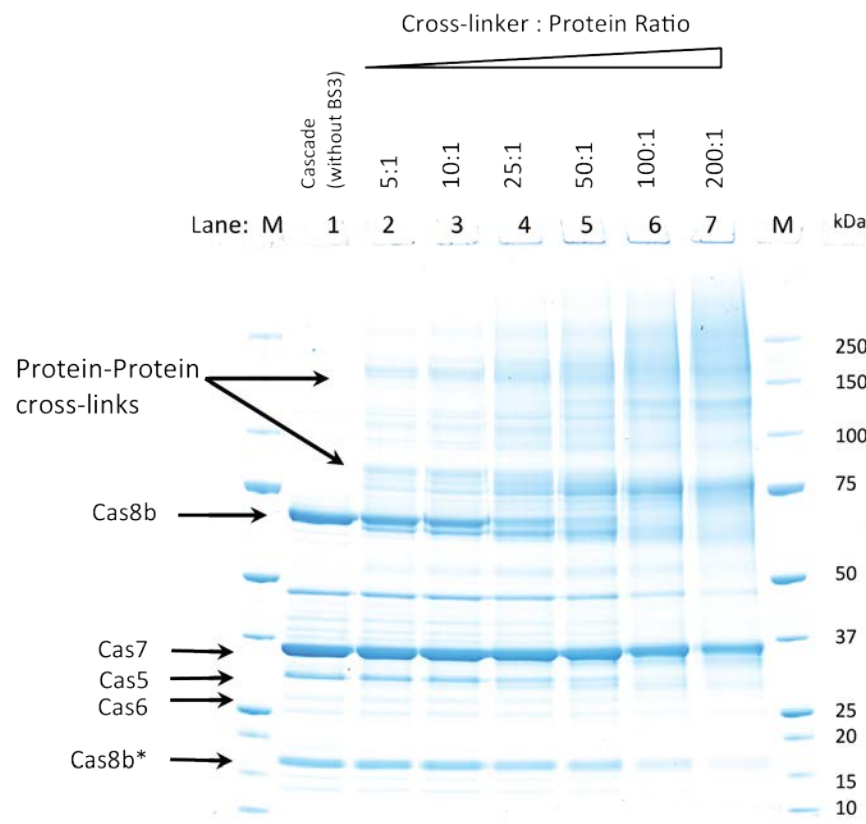 Cross-linker : Protein Ratio
Cascade
(without BS3)
5:1
10:1
25:1
50:1
100:1
200:1
Lane: M 1 2 3 4 5 6 7 M kDa
250
Protein-Protein
cross-links
150
100
75
Cas8b
50
37
Cas7
Cas5
Cas6
25
20
Cas8b*
15
10